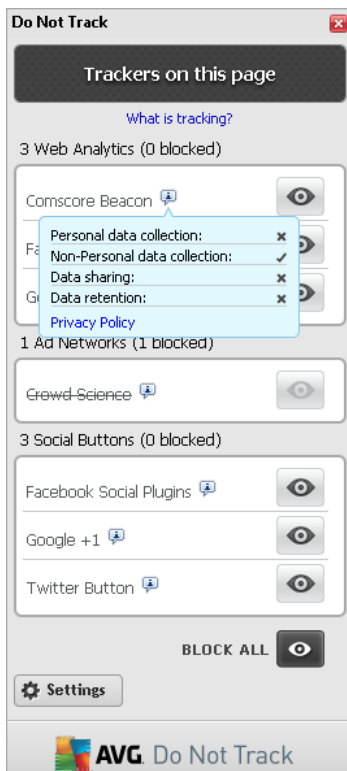 Do Not Track
Trackers on this page
What is tracking?
3 Web Analytics (0 blocked)
Comscore Beacon
Personal data collection:
Non-Personal data collection:
Data sharing:
Data retention:
Privacy Policy
1 Ad Networks (1 blocked)
Crowd Science
3 Social Buttons (0 blocked)
Facebook Social Plugins
Google +1
Twitter Button
BLOCK ALL
Settings
AVG. Do Not Track